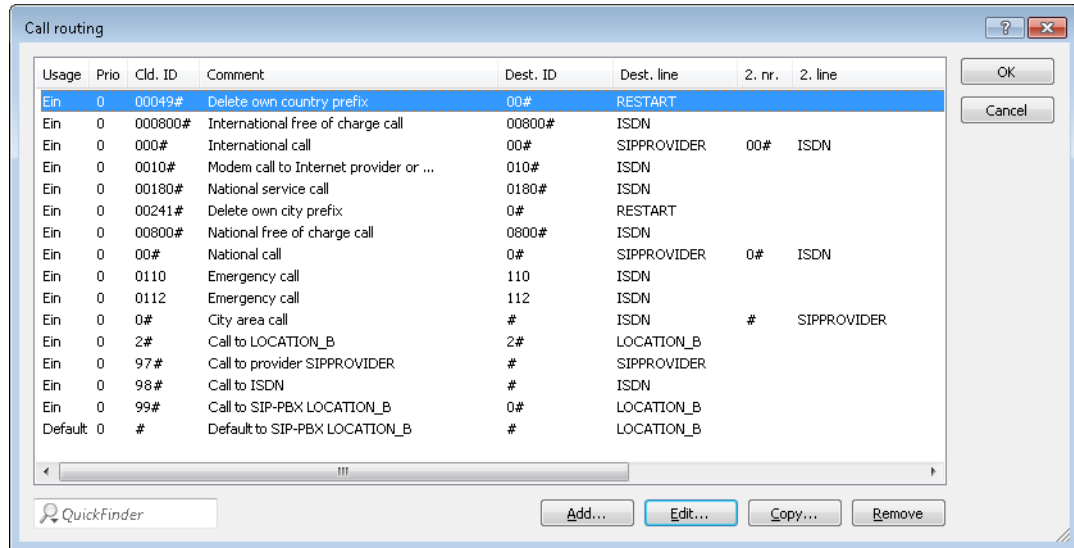 Call routing
Usage Prio Cld. ID Comment Dest. ID Dest. line 2. nr. 2. line
Ein 0 00049# Delete own country prefix 00# RESTART
Ein 0 000800# International free of charge call 00800# ISDN
Ein 0 000# International call 00# SIPPROVIDER 00# ISDN
Ein 0 0010# Modem call to Internet provider or ... 010# ISDN
Ein 0 00180# National service call 0180# ISDN
Ein 0 00241# Delete own city prefix 0# RESTART
Ein 0 00800# National free of charge call 0800# ISDN
Ein 0 00# National call 0# SIPPROVIDER 0# ISDN
Ein 0 0110 Emergency call 110 ISDN
Ein 0 0112 Emergency call 112 ISDN
Ein 0 0# City area call # ISDN # SIPPROVIDER
Ein 0 2# Call to LOCATION_B 2# LOCATION_B
Ein 0 97# Call to provider SIPPROVIDER # SIPPROVIDER
Ein 0 98# Call to ISDN # ISDN
Ein 0 99# Call to SIP-PBX LOCATION_B 0# LOCATION_B
Default 0 # Default to SIP-PBX LOCATION_B # LOCATION_B
OK
Cancel
QuickFinder
Add... Edit... Copy... Remove